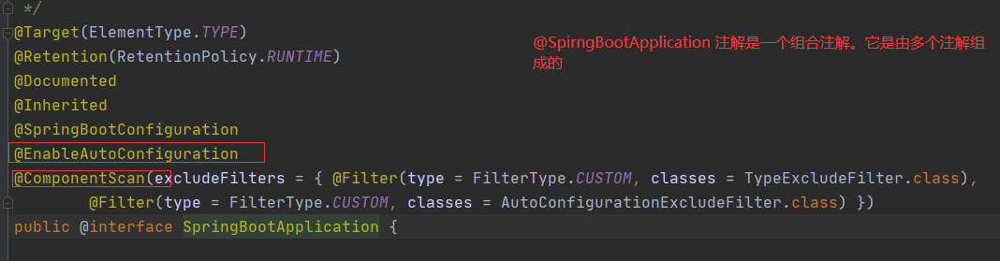 */
@Target(ElementType.TYPE)
@SpirngBootApplication 注解是一个组合注解。它是由多个注解组
成的
@Retention(RetentionPolicy.RUNTIME)
@Documented
@Inherited
@SpringBootConfiguration
@EnableAutoConfiguration
@ComponentScan(excludeFilters = { @Filter(type = FilterType.CUSTOM, classes = TypeExcludeFilter.class),
@Filter(type = FilterType.CUSTOM, classes = AutoConfigurationExcludeFilter.class) })
public @interface SpringBootApplication {